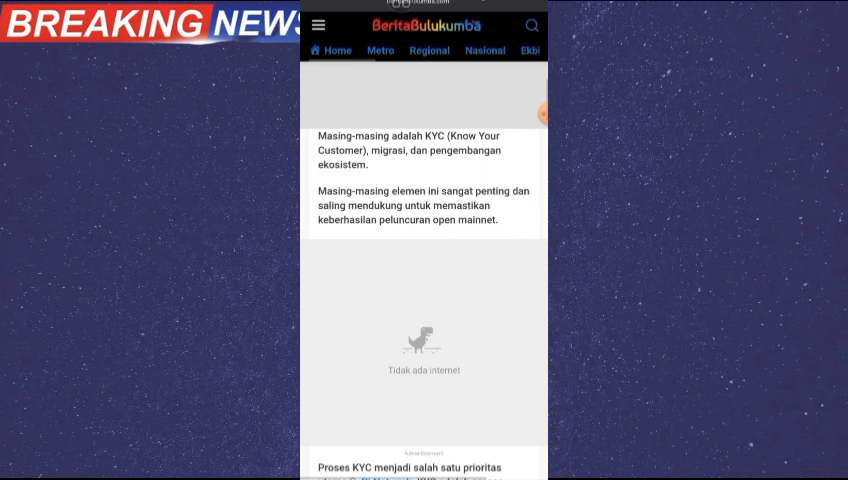 BREAKING NEWS
BeritaBulukumba
Home Metro Regional Nasional Ekbi
Masing-masing adalah KYC (Know Your
Customer), migrasi, dan pengembangan
ekosistem.
Masing-masing elemen ini sangat penting dan
saling mendukung untuk memastikan
keberhasilan peluncuran open mainnet.
Tidak ada internet
Advertisement
Proses KYC menjadi salah satu prioritas